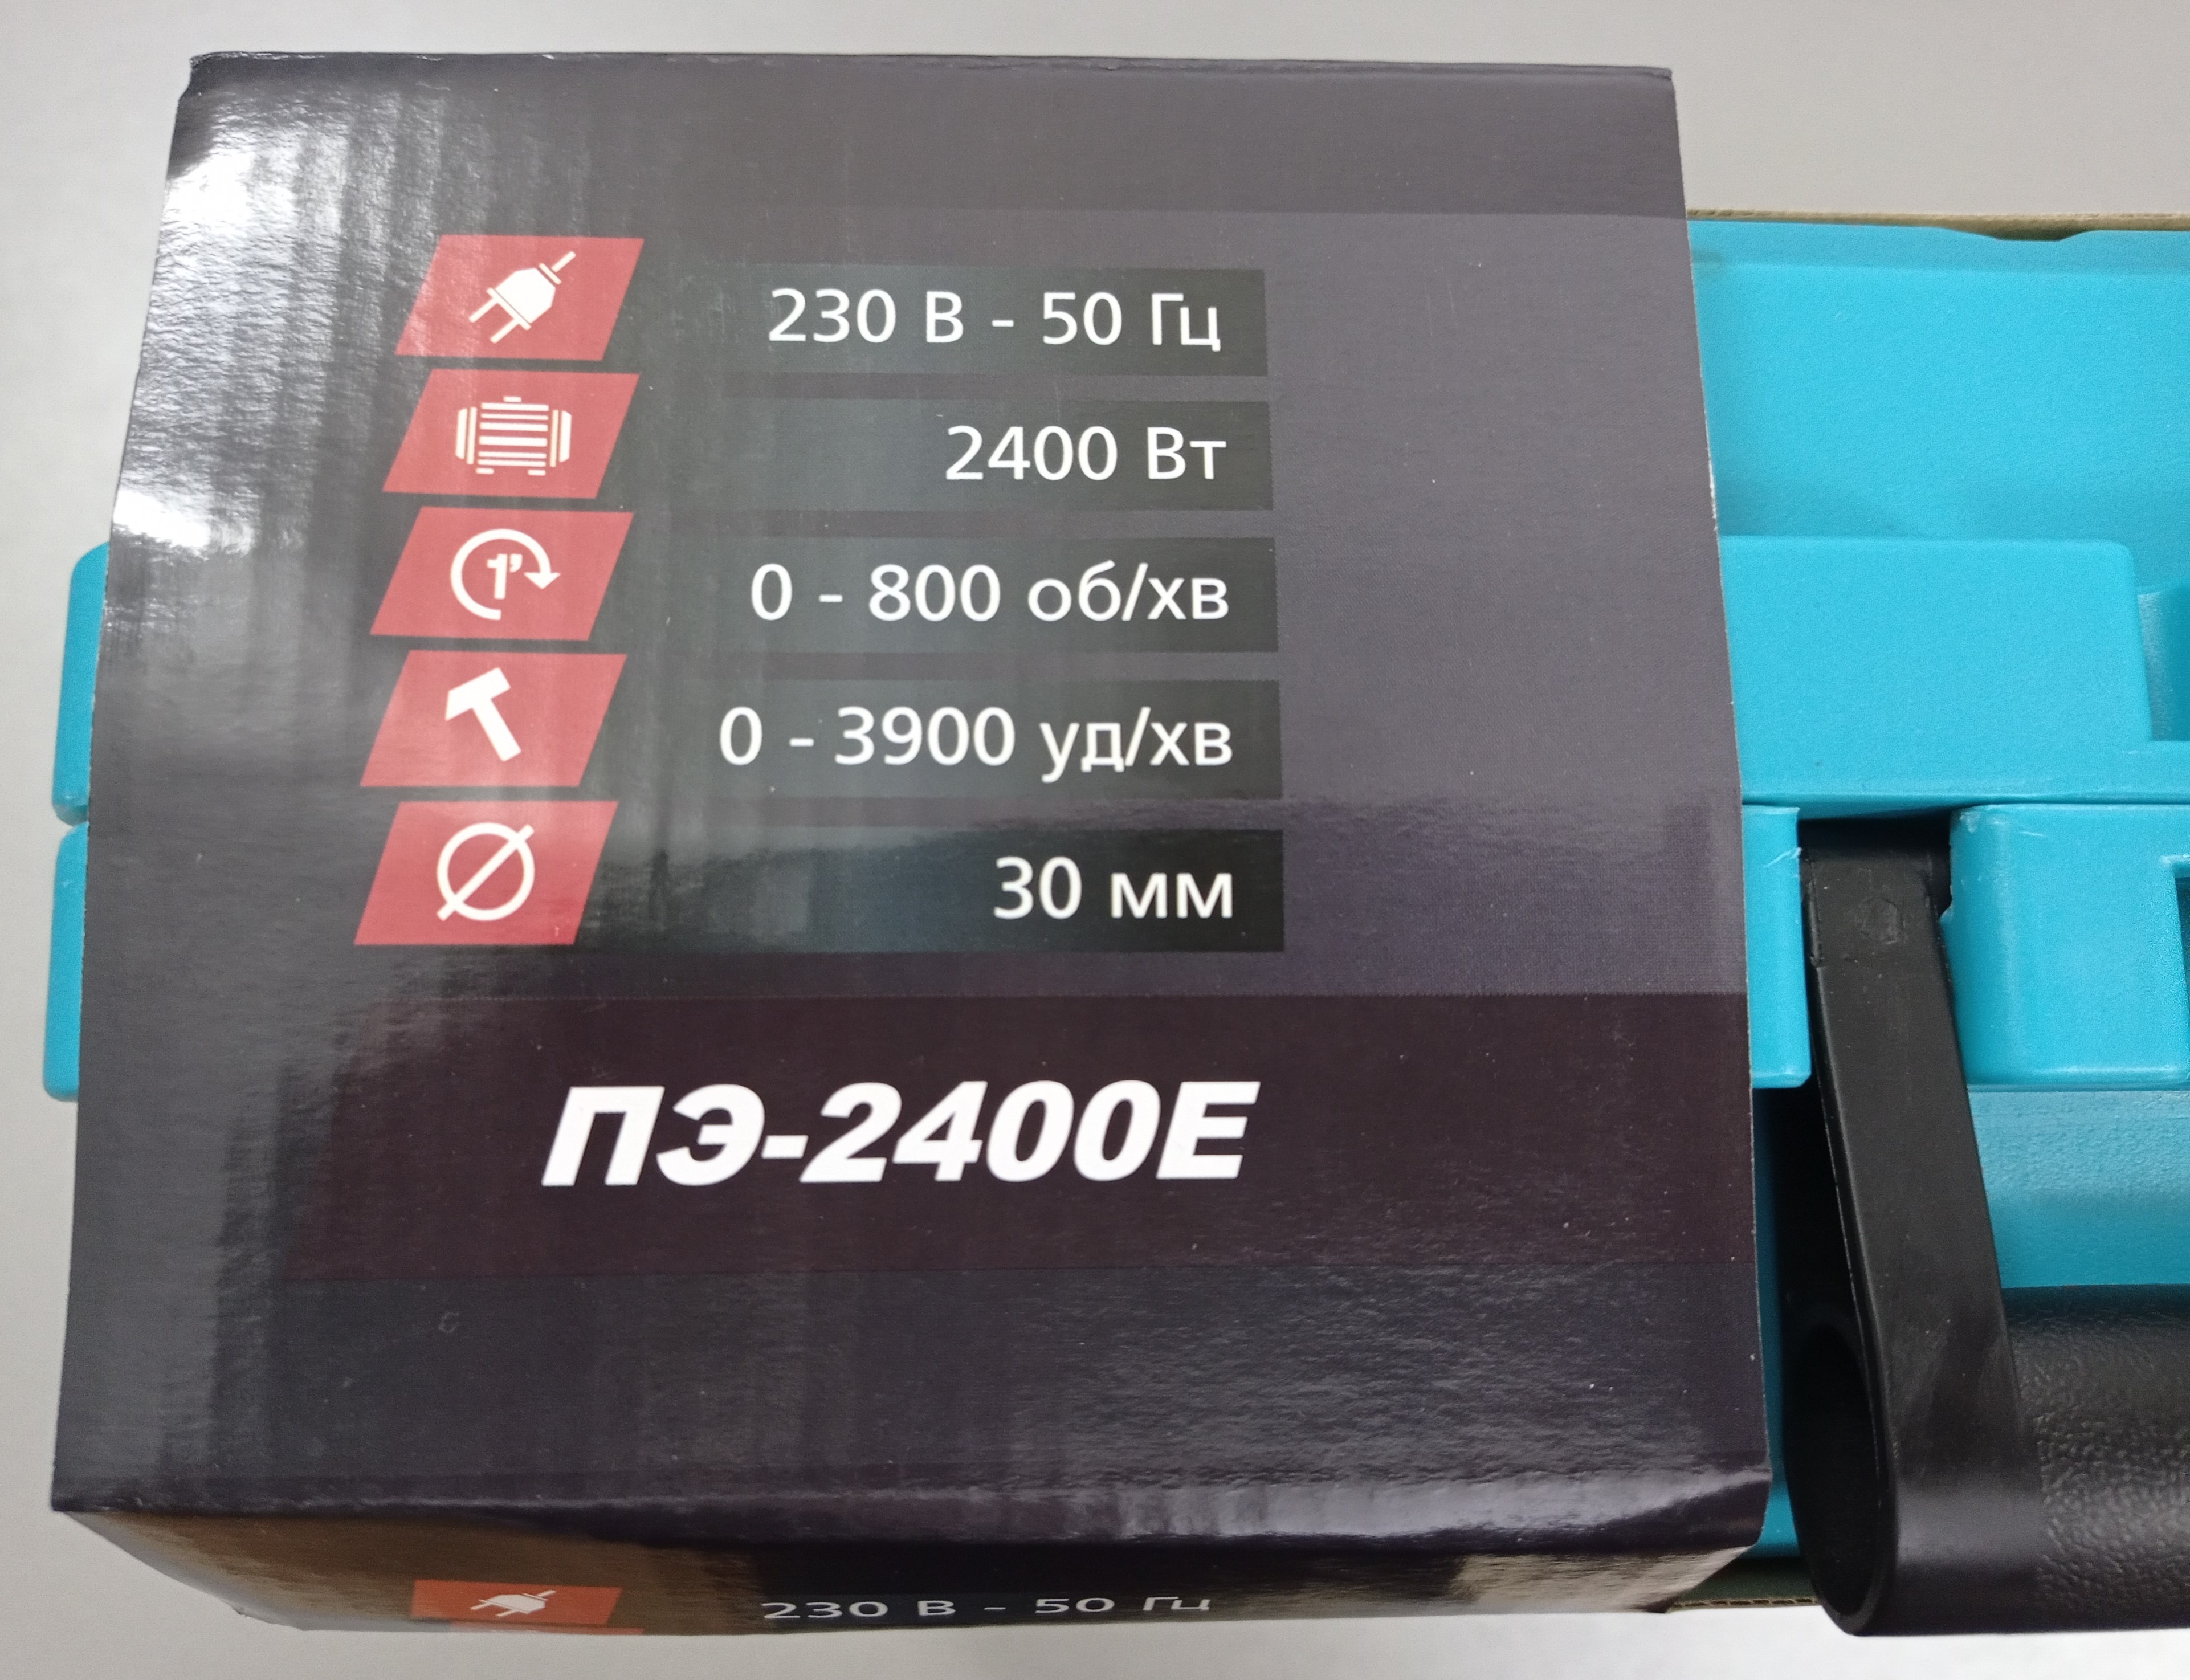 230 В - 50 Гц
2400 Вт
1'
0 - 800 об/хв
0 - 3900 уд/хв
30 мм
ПЭ-2400Е
230 В - 50 Гц